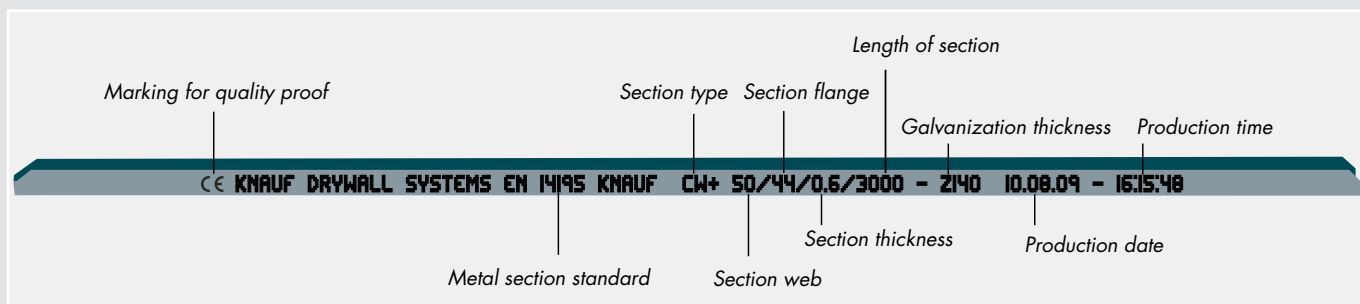 Length of section
Marking for quality proof
Section type
Section flange
Galvanization thickness
Production time
CE KNAUF DRYWALL SYSTEMS EN 14195 KNAUF CW+ 50/44/0.6/3000 - Z140 10.08.09 - 16:15:48
Section thickness
Production date
Metal section standard
Section web